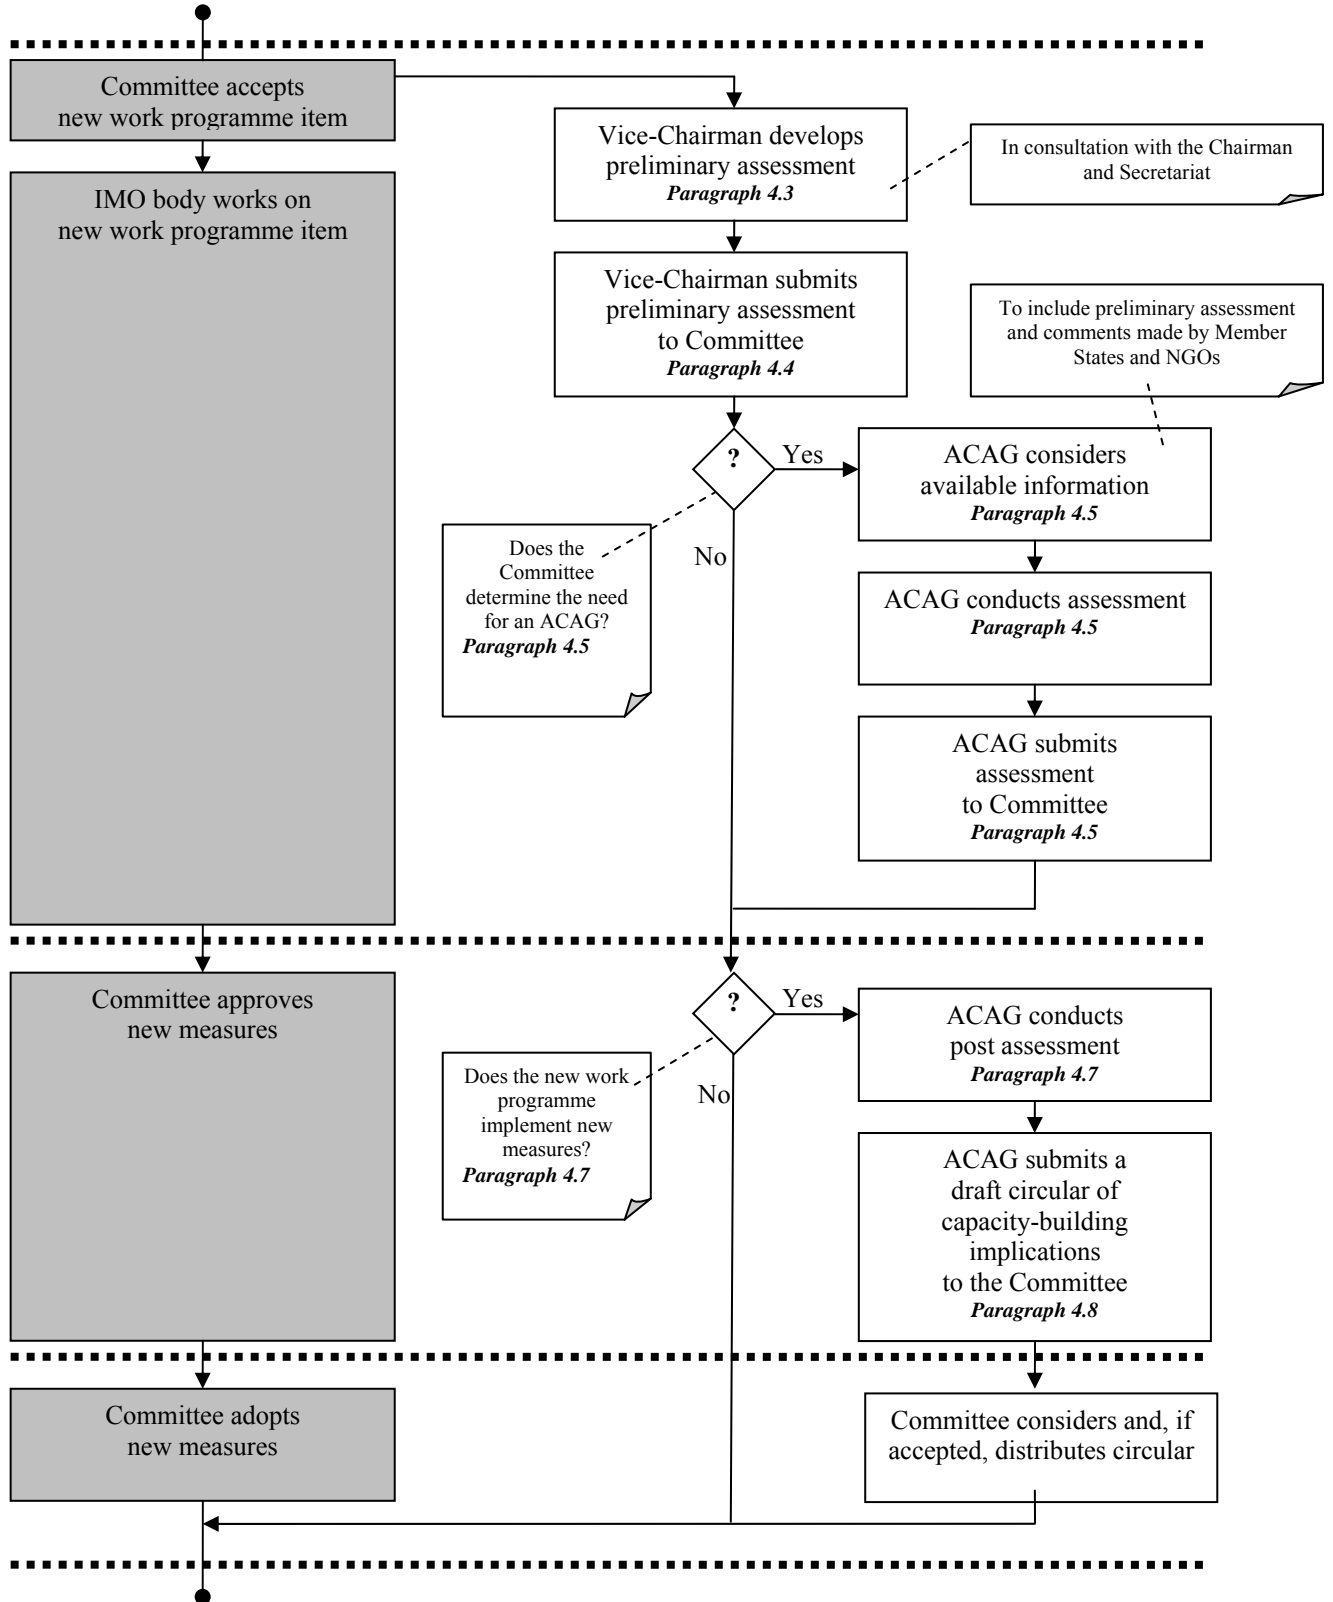 Committee accepts
new work programme item
Vice-Chairman develops
preliminary assessment
Paragraph 4.3
In consultation with the Chairman
and Secretariat
IMO body works on
new work programme item
Vice-Chairman submits
preliminary assessment
to Committee
Paragraph 4.4
To include preliminary assessment
and comments made by Member
States and NGOs
?
Yes
ACAG considers
available information
Paragraph 4.5
No
Does the
Committee
determine the need
for an ACAG?
Paragraph 4.5
ACAG conducts assessment
Paragraph 4.5
ACAG submits
assessment
to Committee
Paragraph 4.5
Committee approves
new measures
?
Yes
ACAG conducts
post assessment
Paragraph 4.7
No
Does the new work
programme
implement new
measures?
Paragraph 4.7
ACAG submits a
draft circular of
capacity-building
implications
to the Committee
Paragraph 4.8
Committee adopts
new measures
Committee considers and, if
accepted, distributes circular